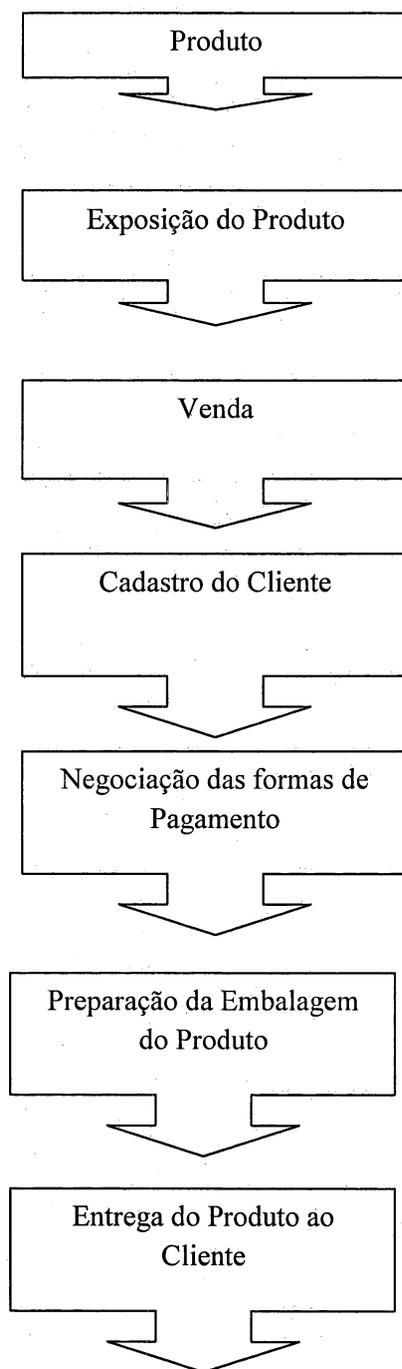 Produto
Exposição do Produto
Venda
Cadastro do Cliente
Negociação das formas de
Pagamento
Preparação da Embalagem
do Produto
Entrega do Produto ao
Cliente